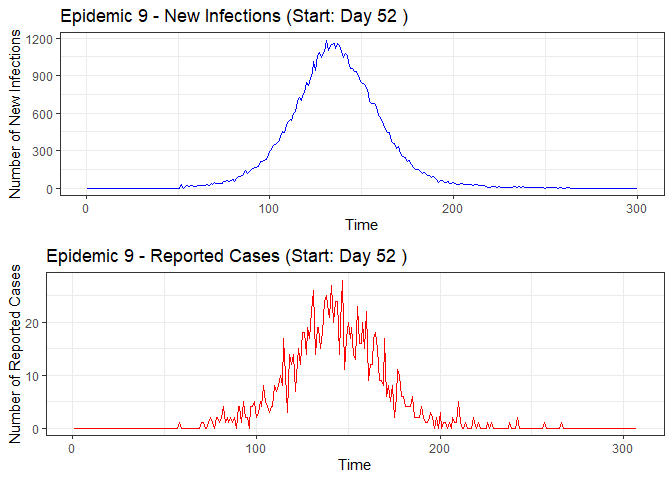 Epidemic 9 - New Infections (Start: Day 52 )
Number of New Infections
1200
900
600
300
0
0 100 200 300
Time
Epidemic 9 - Reported Cases (Start: Day 52 )
Number of Reported Cases
20
10
0
0 100 200 300
Time